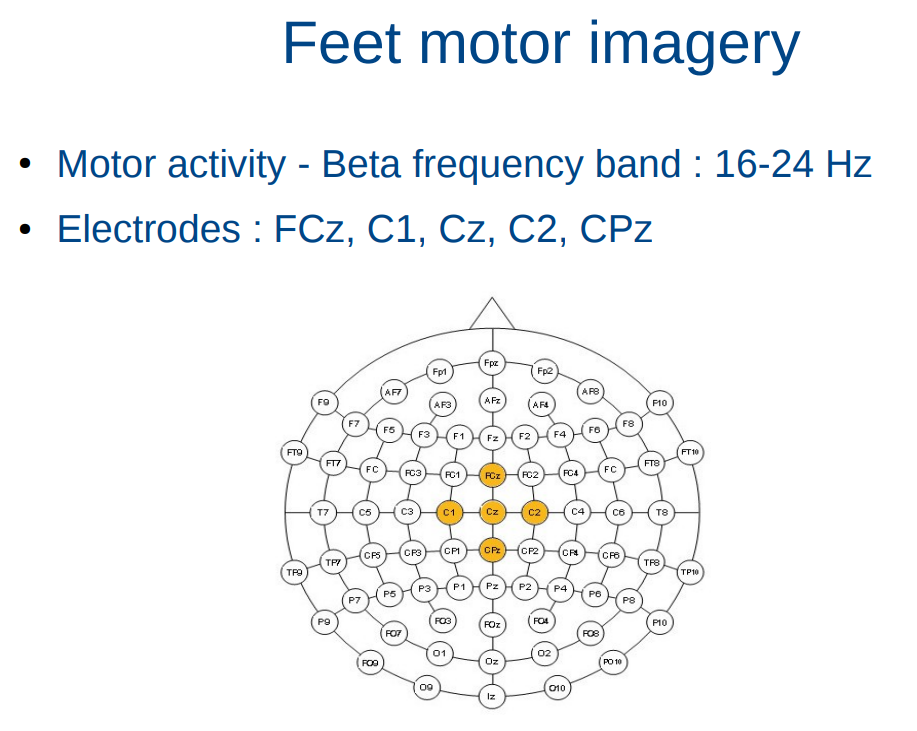 Feet motor imagery
• Motor activity - Beta frequency band : 16-24 Hz
• Electrodes : FCz, C1, Cz, C2, CPz
Fp1 Fpz Fp2
AF7 AF8
F9 AF3 AFz AF4 P10
F7 F5 F3 F1 Fz F2 F4 F6 F8
FT9 FT7 FC FC3 FC1 FCz FC2 FC4 FC FT8 FT10
T7 C5 C3 C1 Cz C2 C4 C6 T8
TP9 TP7 CP5 CP3 CP1 CPz CP2 CP4 CP6 TP8 TP10
P7 P5 P3 P1 Pz P2 P4 P6 P8
P9 PO3 POz PO4 P10
PO7 PO8
O1 Oz O2
PO9 PO10
O9 Iz O10